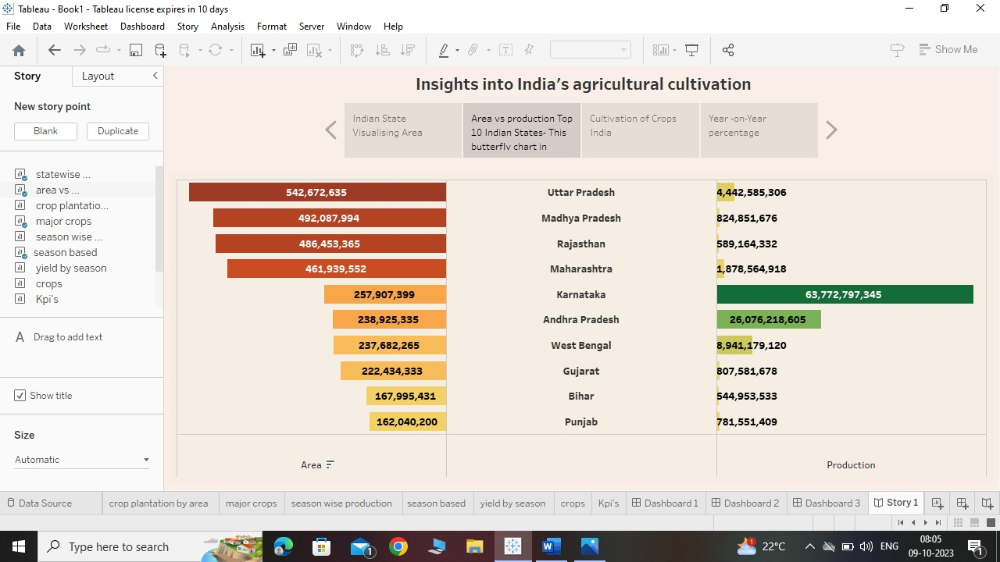 Tableau - Book1 - Tableau license expires in 10 days
File Data Worksheet Dashboard Story Analysis Format Server Window Help
Show Me
Story Layout
New story point
Blank Duplicate
statewise ...
area vs ...
crop plantatio...
major crops
season wise ...
season based
yield by season
crops
Kpi's
A Drag to add text
Show title
Size
Automatic
Insights into India's agricultural cultivation
Indian State
Visualising Area
Area vs production Top
10 Indian States- This
butterfly chart in
Cultivation of Crops
India
Year -on-Year
percentage
542,672,635 Uttar Pradesh 4,442,585,306
492,087,994 Madhya Pradesh 824,851,676
486,453,365 Rajasthan 589,164,332
461,939,552 Maharashtra 1,878,564,918
257,907,399 Karnataka 63,772,797,345
238,925,335 Andhra Pradesh 26,076,218,605
237,682,265 West Bengal 8,941,179,120
222,434,333 Gujarat 807,581,678
167,995,431 Bihar 544,953,533
162,040,200 Punjab 781,551,409
Area Production
Data Source crop plantation by area major crops season wise production season based yield by season crops Kpi's Dashboard 1 Dashboard 2 Dashboard 3 Story 1
Type here to search
1
1
22°C
ENG
08:05
09-10-2023
1